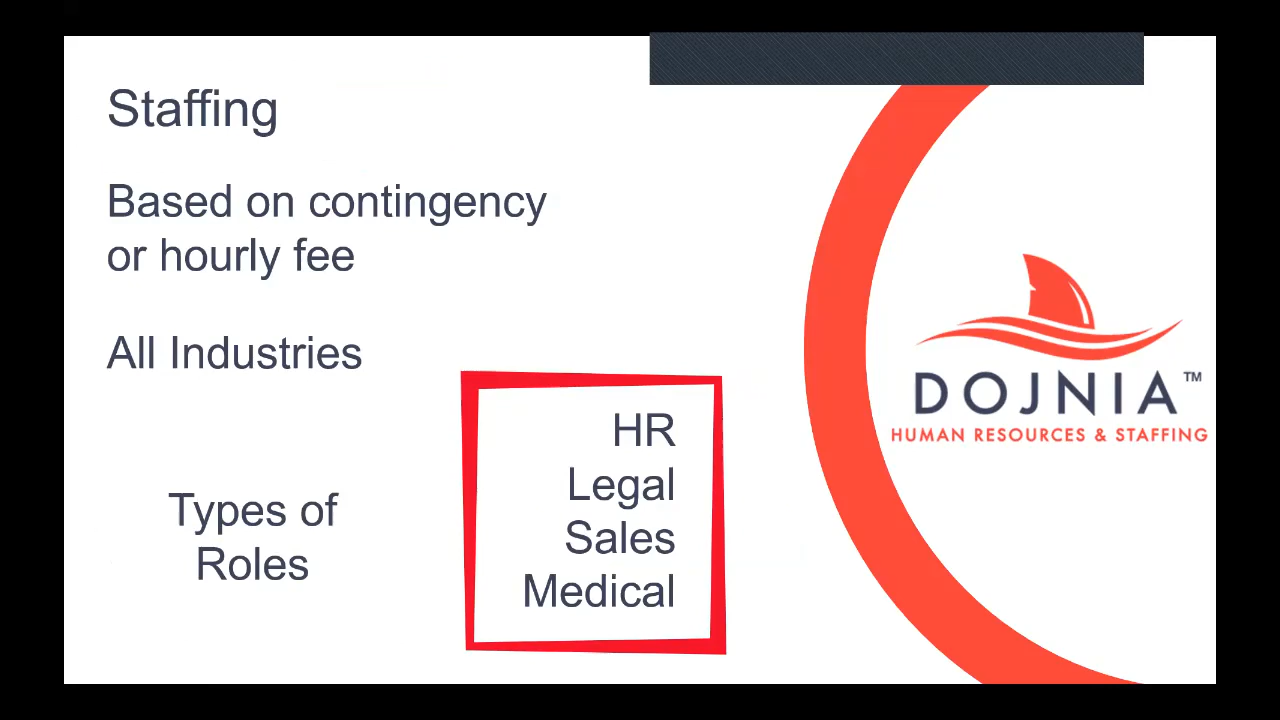 Staffing
Based on contingency
or hourly fee
All Industries
Types of
Roles
HR
Legal
Sales
Medical
DOJNIA™
HUMAN RESOURCES & STAFFING